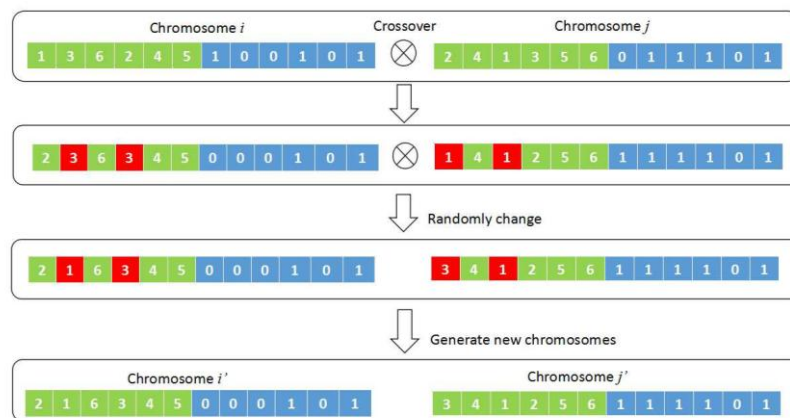 Chromosome i Crossover Chromosome j
1 3 6 2 4 5 1 0 0 1 0 1 2 4 1 3 5 6 0 1 1 1 0 1
2 3 6 3 4 5 0 0 0 1 0 1 1 4 1 2 5 6 1 1 1 1 0 1
Randomly change
2 1 6 3 4 5 0 0 0 1 0 1 3 4 1 2 5 6 1 1 1 1 0 1
Generate new chromosomes
Chromosome i’ Chromosome j’
2 1 6 3 4 5 0 0 0 1 0 1 3 4 1 2 5 6 1 1 1 1 0 1